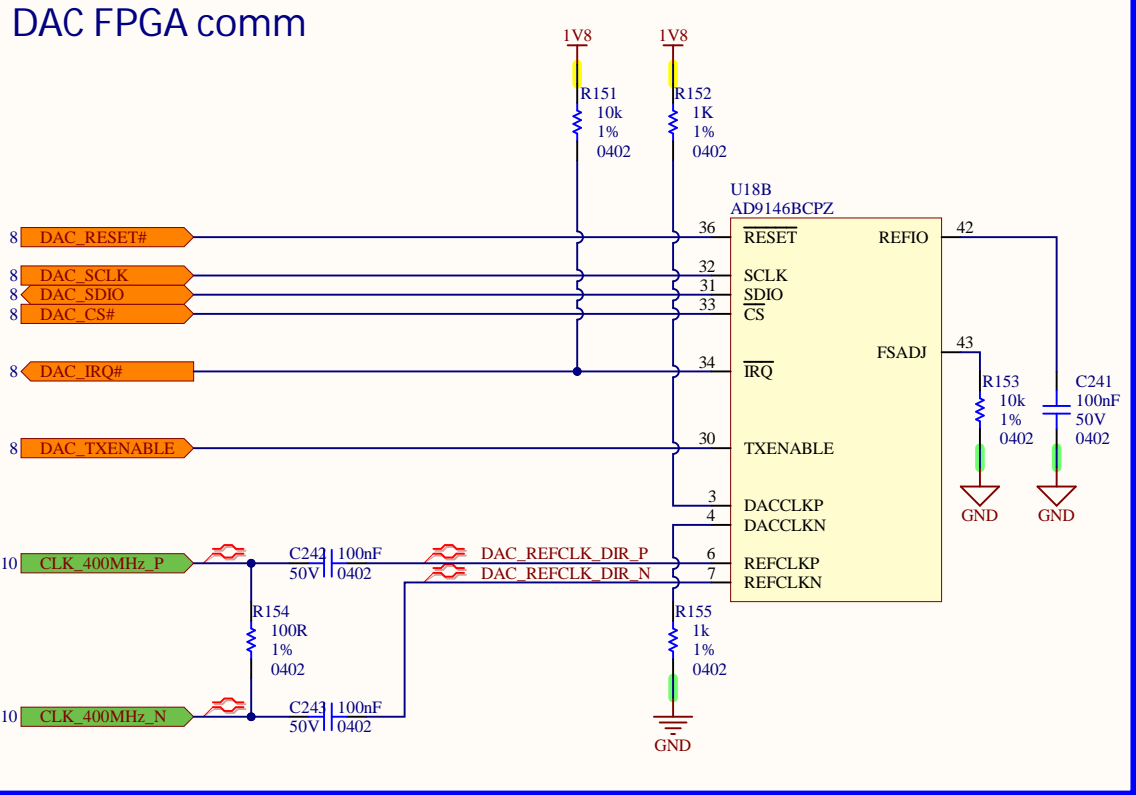 DAC FPGA comm
1V8
1V8
R151
10k
1%
0402
R152
1K
1%
0402
U18B
AD9146BCPZ
8 DAC_RESET#
36 RESET
REFIO 42
8 DAC_SCLK
32 SCLK
8 DAC_SDIO
31 SDIO
8 DAC_CS#
33 CS
FSADJ 43
8 DAC_IRQ#
34 IRQ
R153
10k
1%
0402
C241
100nF
50V
0402
8 DAC_TXENABLE
30 TXENABLE
3 DACCLKP
4 DACCLKN
GND
GND
10 CLK_400MHz_P
C242 100nF
50V 0402
DAC_REFCLK_DIR_P
6 REFCLKP
DAC_REFCLK_DIR_N
7 REFCLKN
R154
100R
1%
0402
R155
1k
1%
0402
10 CLK_400MHz_N
C243 100nF
50V 0402
GND